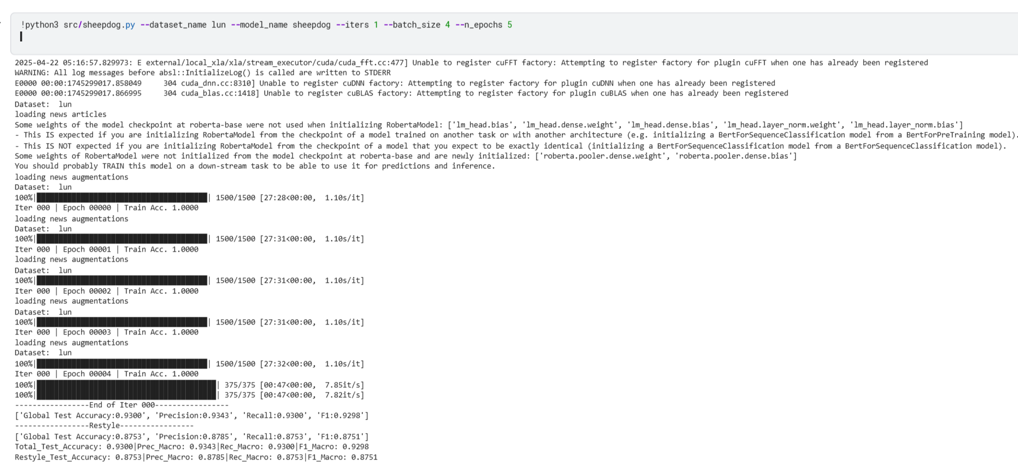 !python3 src/sheepdog.py --dataset_name lun --model_name sheepdog --iters 1 --batch_size 4 --n_epochs 5
2025-04-22 05:16:57.829973: E external/local_xla/xla/stream_executor/cuda/cuda_fft.cc:477] Unable to register cuFFT factory: Attempting to register factory for plugin cuFFT when one has already been registered
WARNING: All log messages before absl::InitializeLog() is called are written to STDERR
E0000 00:00:1745299017.858049     304 cuda_dnn.cc:8310] Unable to register cuDNN factory: Attempting to register factory for plugin cuDNN when one has already been registered
E0000 00:00:1745299017.866995     304 cuda_blas.cc:1418] Unable to register cuBLAS factory: Attempting to register factory for plugin cuBLAS when one has already been registered
Dataset:  lun
loading news articles
Some weights of the model checkpoint at roberta-base were not used when initializing RobertaModel: ['lm_head.bias', 'lm_head.dense.weight', 'lm_head.dense.bias', 'lm_head.layer_norm.weight', 'lm_head.layer_norm.bias']
- This IS expected if you are initializing RobertaModel from the checkpoint of a model trained on another task or with another architecture (e.g. initializing a BertForSequenceClassification model from a BertForPreTraining model).
- This IS NOT expected if you are initializing RobertaModel from the checkpoint of a model that you expect to be exactly identical (initializing a BertForSequenceClassification model from a BertForSequenceClassification model).
Some weights of RobertaModel were not initialized from the model checkpoint at roberta-base and are newly initialized: ['roberta.pooler.dense.weight', 'roberta.pooler.dense.bias']
You should probably TRAIN this model on a down-stream task to be able to use it for predictions and inference.
loading news augmentations
Dataset:  lun
100%| | 1500/1500 [27:28<00:00,  1.10s/it]
Iter 000 | Epoch 00000 | Train Acc. 1.0000
loading news augmentations
Dataset:  lun
100%| | 1500/1500 [27:31<00:00,  1.10s/it]
Iter 000 | Epoch 00001 | Train Acc. 1.0000
loading news augmentations
Dataset:  lun
100%| | 1500/1500 [27:31<00:00,  1.10s/it]
Iter 000 | Epoch 00002 | Train Acc. 1.0000
loading news augmentations
Dataset:  lun
100%| | 1500/1500 [27:31<00:00,  1.10s/it]
Iter 000 | Epoch 00003 | Train Acc. 1.0000
loading news augmentations
Dataset:  lun
100%| | 1500/1500 [27:32<00:00,  1.10s/it]
Iter 000 | Epoch 00004 | Train Acc. 1.0000
100%| | 375/375 [00:47<00:00,  7.85it/s]
100%| | 375/375 [00:47<00:00,  7.82it/s]
-----------------End of Iter 000-----------------
['Global Test Accuracy:0.9300', 'Precision:0.9343', 'Recall:0.9300', 'F1:0.9298']
-----------------Restyle-----------------
['Global Test Accuracy:0.8753', 'Precision:0.8785', 'Recall:0.8753', 'F1:0.8751']
Total_Test_Accuracy: 0.9300|Prec_Macro: 0.9343|Rec_Macro: 0.9300|F1_Macro: 0.9298
Restyle_Test_Accuracy: 0.8753|Prec_Macro: 0.8785|Rec_Macro: 0.8753|F1_Macro: 0.8751